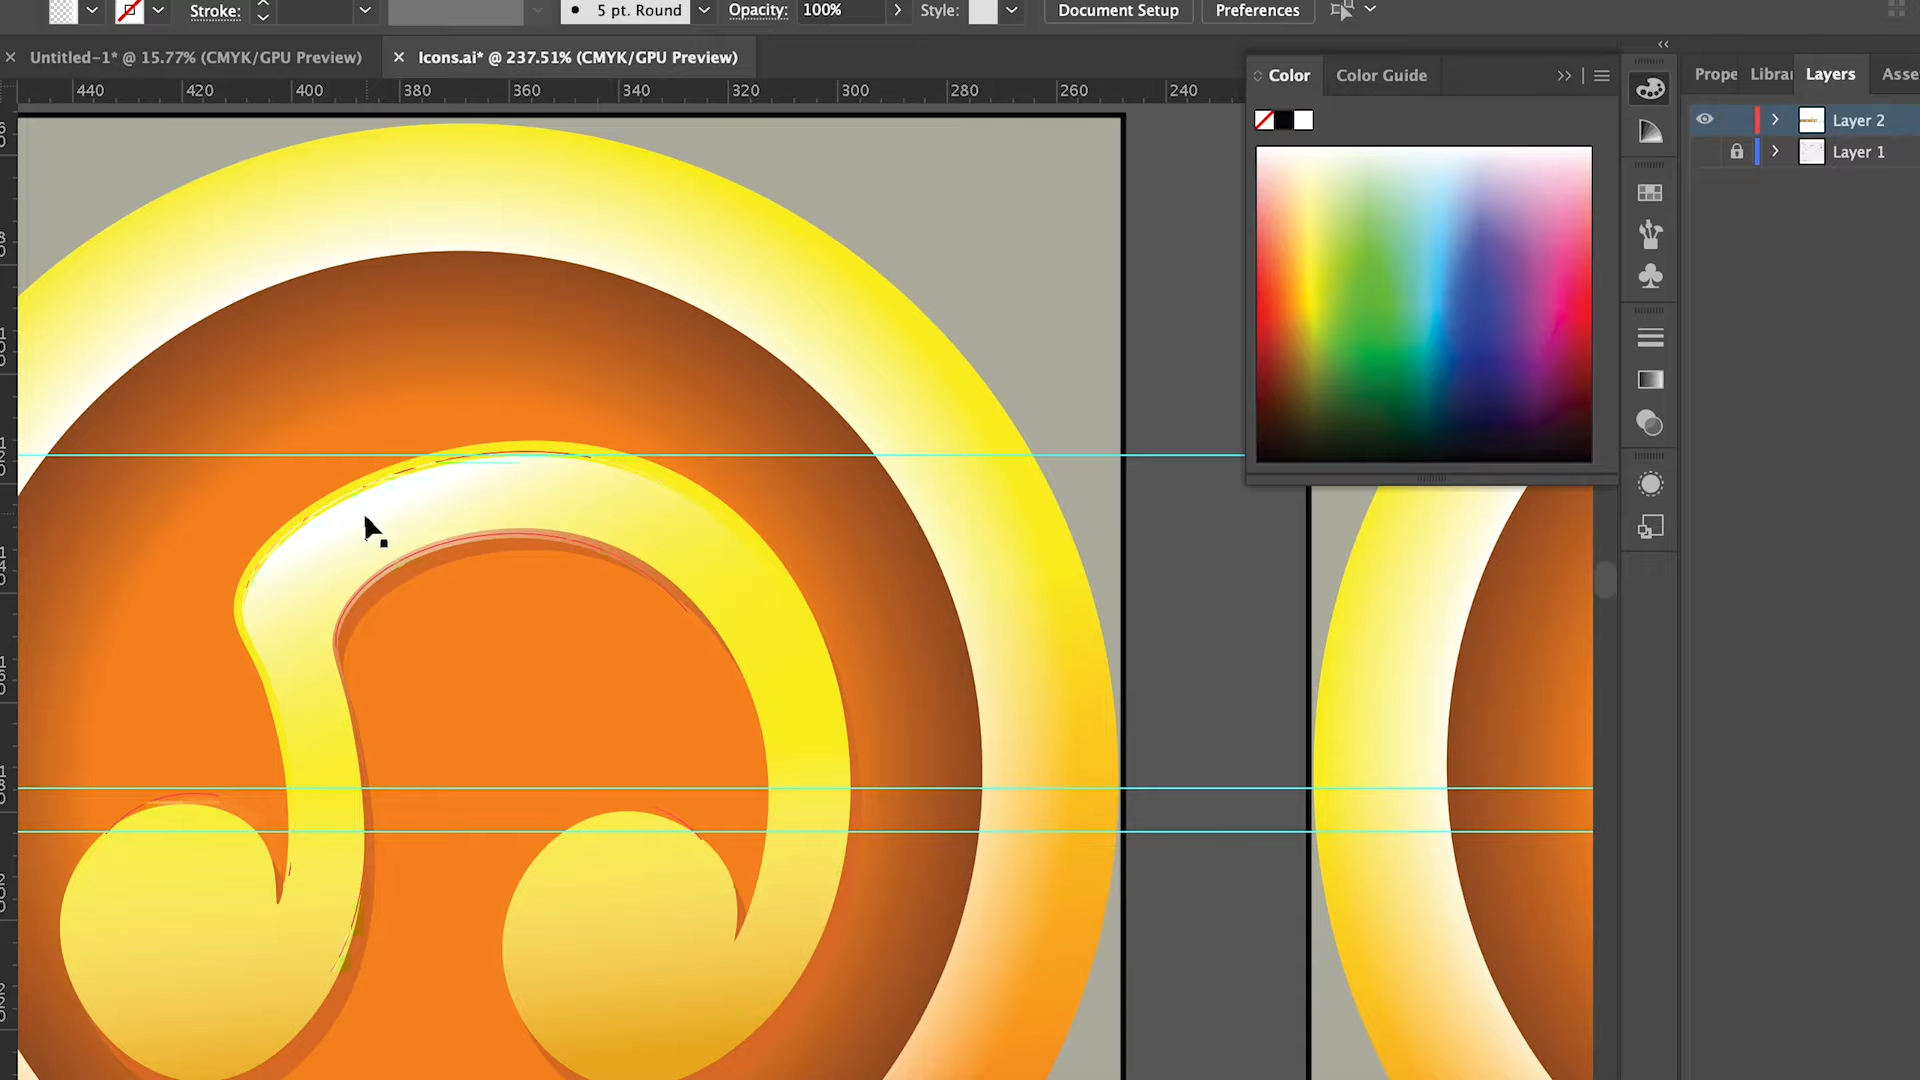 Stroke: 5 pt. Round Opacity: 100% Style: Document Setup Preferences
Untitled-1* @ 15.77% (CMYK/GPU Preview) Icons.ai* @ 237.51% (CMYK/GPU Preview)
440 420 400 380 360 340 320 300 280 260 240
Color Color Guide
Prope Librar Layers Asse
Layer 2
Layer 1